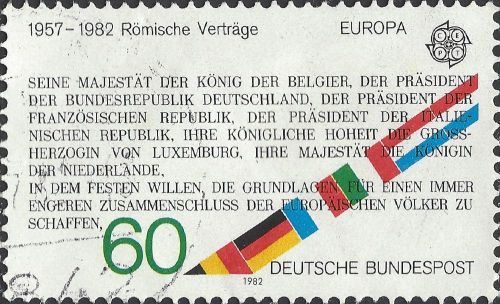 1957–1982 Römische Verträge EUROPA CEPT
SEINE MAJESTÄT DER KÖNIG DER BELGIER, DER PRÄSIDENT
DER BUNDESREPUBLIK DEUTSCHLAND, DER PRÄSIDENT DER
FRANZÖSISCHEN REPUBLIK, DER PRÄSIDENT DER ITALIE-
NISCHEN REPUBLIK, IHRE KÖNIGLICHE HOHEIT DIE GROSS-
HERZOGIN VON LUXEMBURG, IHRE MAJESTÄT DIE KÖNIGIN
DER NIEDERLANDE,
IN DEM FESTEN WILLEN, DIE GRUNDLAGEN FÜR EINEN IMMER
ENGEREN ZUSAMMENSCHLUSS DER EUROPÄISCHEN VÖLKER ZU
SCHAFFEN,
60
1982 DEUTSCHE BUNDESPOST